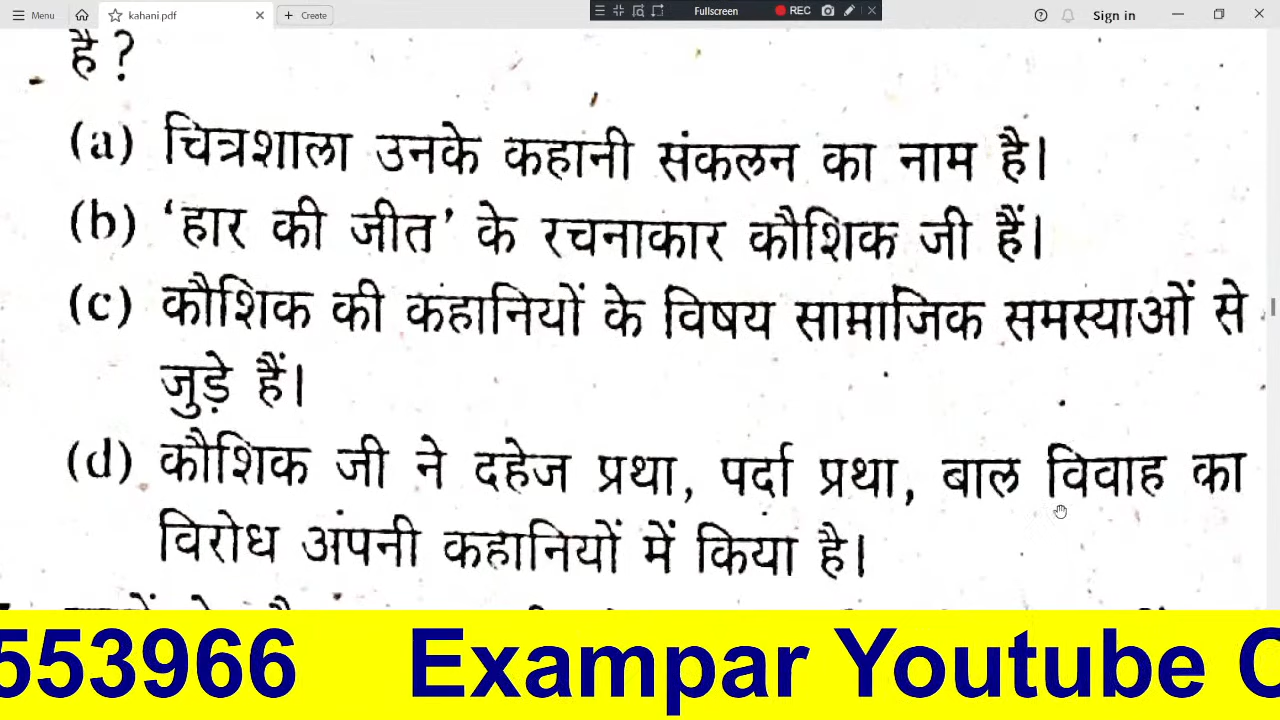 Menu
kahani.pdf
Create
Fullscreen
REC
Sign in
है?
(a) चित्रशाला उनके कहानी संकलन का नाम है।
(b) 'हार की जीत' के रचनाकार कौशिक जी हैं।
(c) कौशिक की कहानियों के विषय सामाजिक समस्याओं से
जुड़े हैं।
(d) कौशिक जी ने दहेज प्रथा, पर्दा प्रथा, बाल विवाह का
विरोध अपनी कहानियों में किया है।
553966 Exampar Youtube C